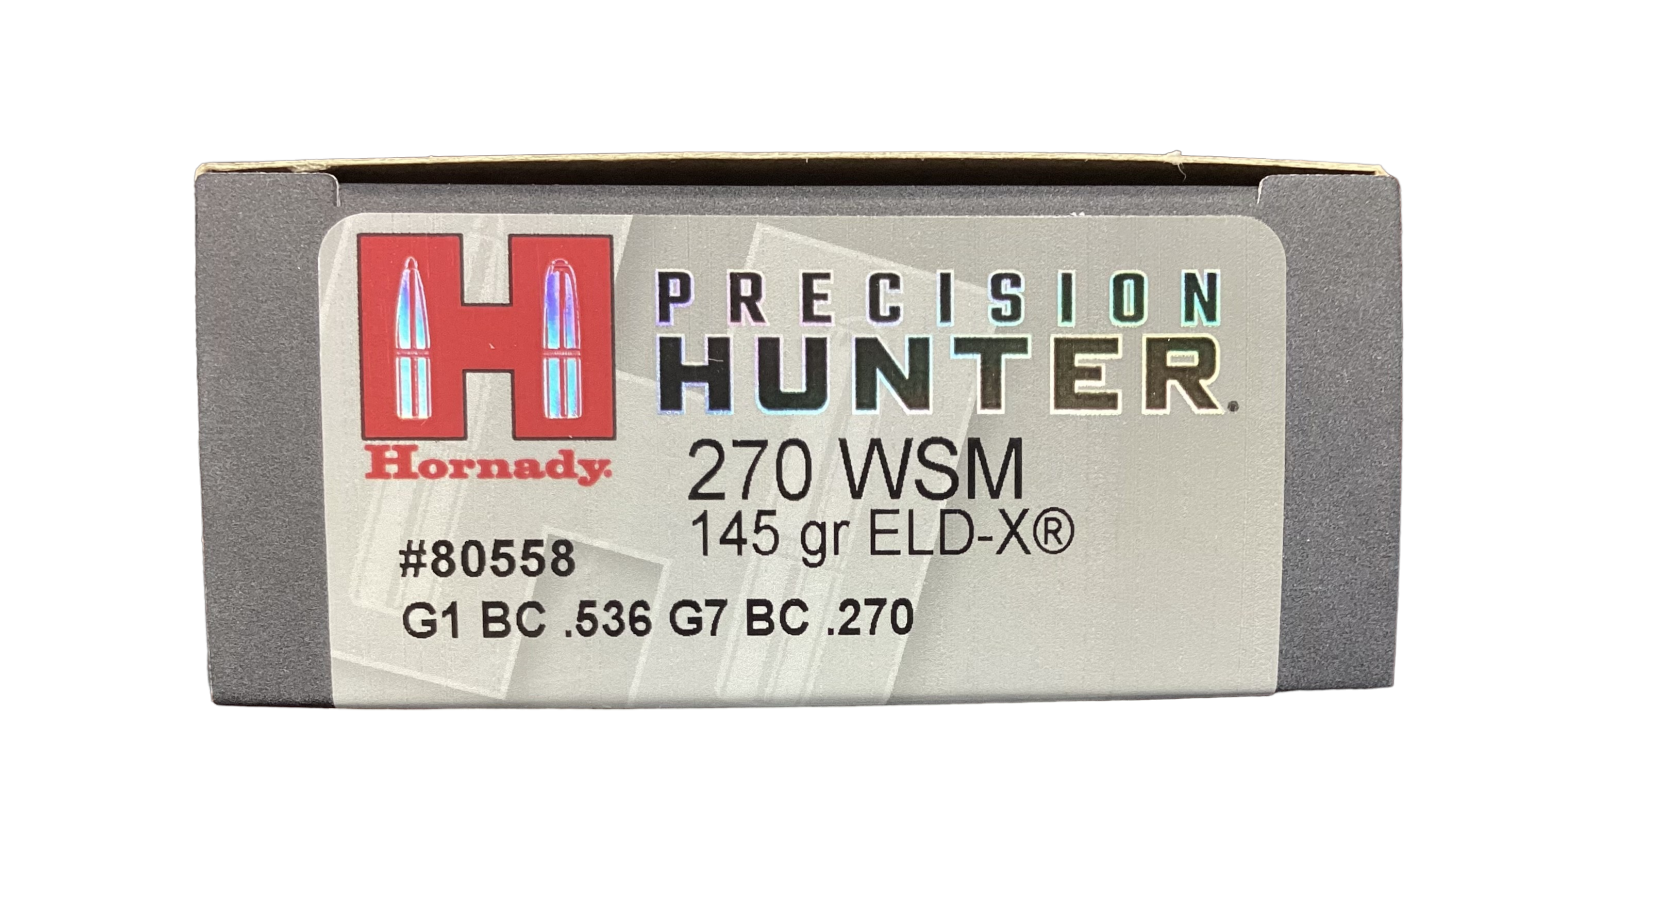 PRECISION
HUNTER®
Hornady.
270 WSM
145 gr ELD-X®
#80558
G1 BC .536 G7 BC .270